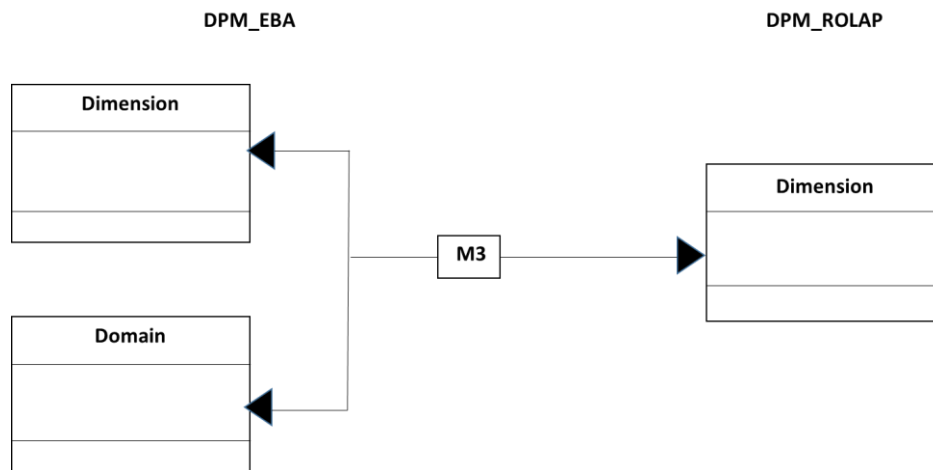 DPM_EBA
DPM_ROLAP
Dimension
Dimension
M3
Domain